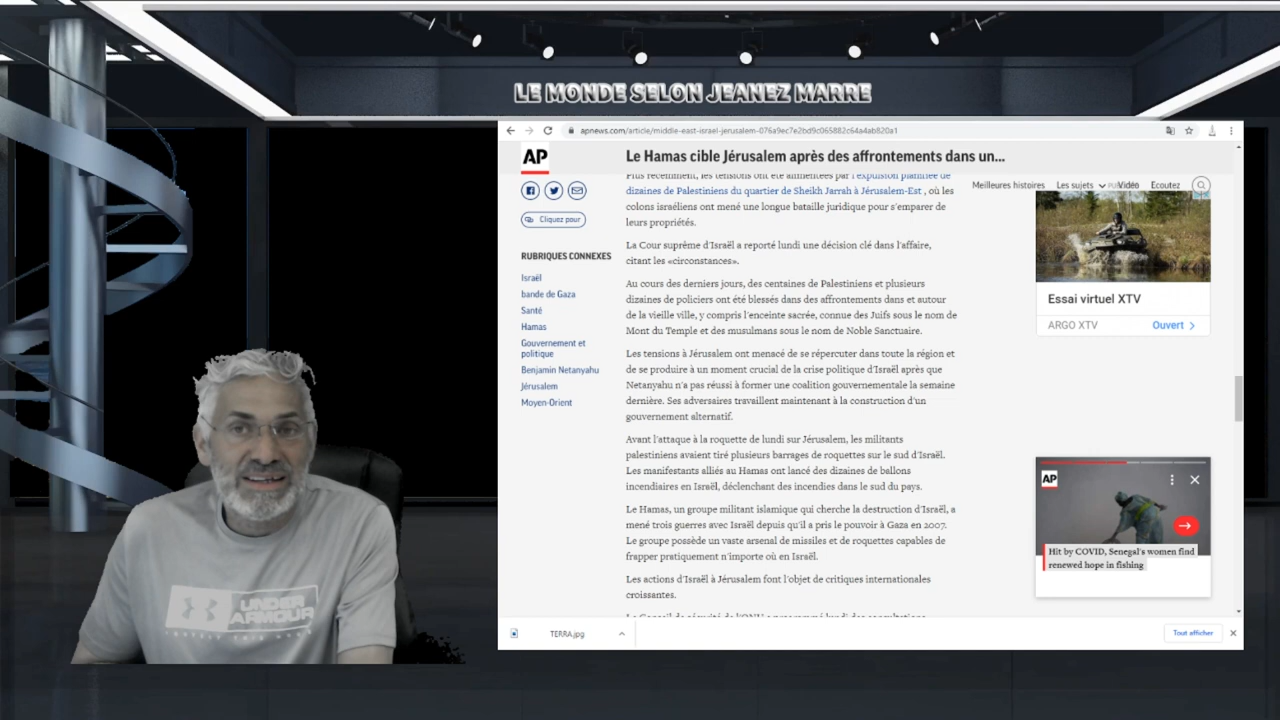 LE MONDE SELON JEANEZ MARRE
apnews.com/article/middle-east-israel-jerusalem-076a9ec7e2bd9c065882c64a4ab820a1
AP
Le Hamas cible Jérusalem après des affrontements dans un...
Meilleures histoires Les sujets Vidéo Ecoutez
Cliquez pour
RUBRIQUES CONNEXES
Israël
bande de Gaza
Santé
Hamas
Gouvernement et
politique
Benjamin Netanyahu
Jérusalem
Moyen-Orient
Plus récemment, les tensions ont été alimentées par l'expulsion planifiée de
dizaines de Palestiniens du quartier de Sheikh Jarrah à Jérusalem-Est , où les
colons israéliens ont mené une longue bataille juridique pour s'emparer de
leurs propriétés.
La Cour suprême d'Israël a reporté lundi une décision clé dans l'affaire,
citant les «circonstances».
Au cours des derniers jours, des centaines de Palestiniens et plusieurs
dizaines de policiers ont été blessés dans des affrontements dans et autour
de la vieille ville, y compris l'enceinte sacrée, connue des Juifs sous le nom de
Mont du Temple et des musulmans sous le nom de Noble Sanctuaire.
Les tensions à Jérusalem ont menacé de se répercuter dans toute la région et
de se produire à un moment crucial de la crise politique d'Israël après que
Netanyahu n'a pas réussi à former une coalition gouvernementale la semaine
dernière. Ses adversaires travaillent maintenant à la construction d'un
gouvernement alternatif.
Avant l'attaque à la roquette de lundi sur Jérusalem, les militants
palestiniens avaient tiré plusieurs barrages de roquettes sur le sud d'Israël.
Les manifestants alliés au Hamas ont lancé des dizaines de ballons
incendiaires en Israël, déclenchant des incendies dans le sud du pays.
Le Hamas, un groupe militant islamique qui cherche la destruction d'Israël, a
mené trois guerres avec Israël depuis qu'il a pris le pouvoir à Gaza en 2007.
Le groupe possède un vaste arsenal de missiles et de roquettes capables de
frapper pratiquement n'importe où en Israël.
Les actions d'Israël à Jérusalem font l'objet de critiques internationales
croissantes.
Essai virtuel XTV
ARGO XTV Ouvert
AP
Hit by COVID, Senegal's women find
renewed hope in fishing
TERRA.jpg
Tout afficher
UNDER
ARMOUR